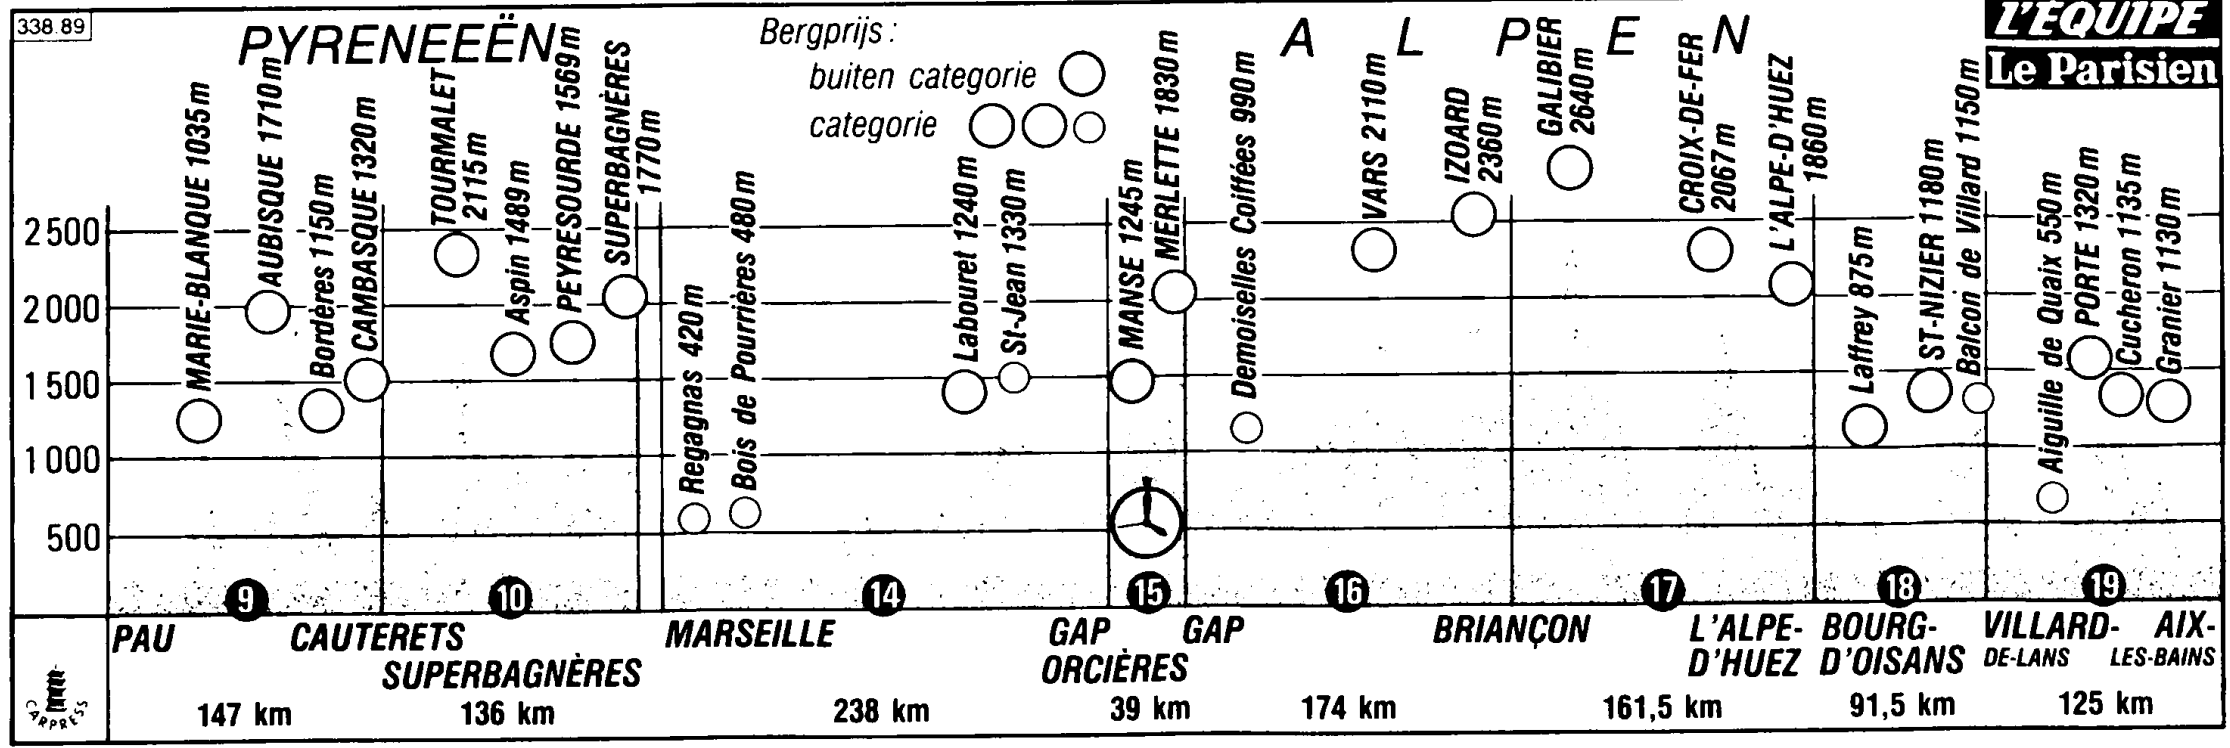 338.89
PYRENEEËN
Bergprijs:
buiten categorie
categorie
ALPEN
L'ÉQUIPE
Le Parisien
2500
2000
1500
1000
500
MARIE-BLANQUE 1035m
AUBISQUE 1710m
Bordères 1150m
CAMBASQUE 1320m
TOURMALET
2115m
Aspin 1489m
PEYRESOURDE 1569m
SUPERBAGNÈRES
1770m
Regagnas 420m
Bois de Pourrières 480m
Labouret 1240m
St-Jean 1330m
MANSE 1245m
MERLETTE 1830m
Demoiselles Coiffées 990m
VARS 2110m
IZOARD
2360m
GALIBIER
2640m
CROIX-DE-FER
2067m
L'ALPE-D'HUEZ
1860m
Laffrey 875m
ST-NIZIER 1180m
Balcon de Villard 1150m
Aiguille de Quaix 550m
PORTE 1320m
Cucheron 1135m
Granier 1130m
9
10
14
15
16
17
18
19
PAU
CAUTERETS
SUPERBAGNÈRES
MARSEILLE
GAP
ORCIÈRES
GAP
BRIANÇON
L'ALPE-
D'HUEZ
BOURG-
D'OISANS
VILLARD-
DE-LANS
AIX-
LES-BAINS
147 km
136 km
238 km
39 km
174 km
161,5 km
91,5 km
125 km
CARPRESS